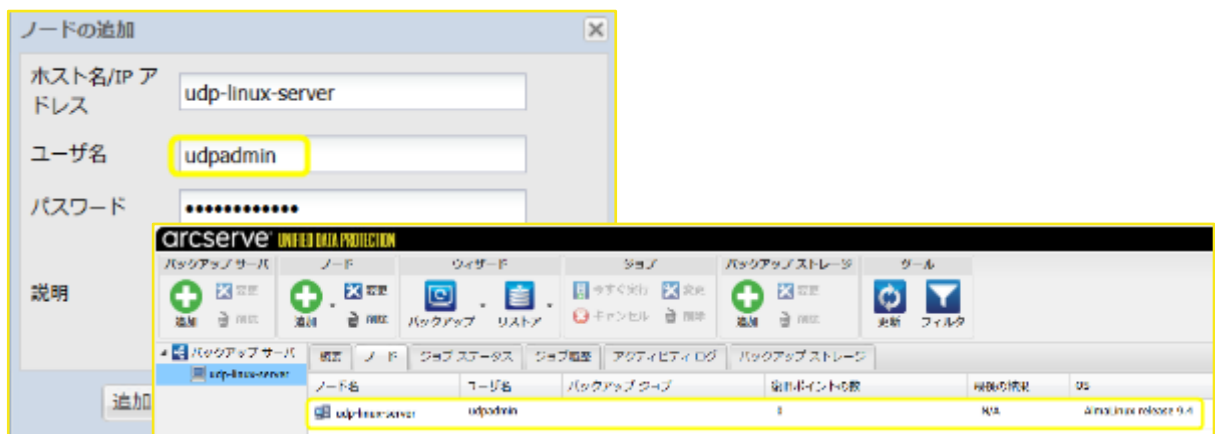 ノードの追加
ホスト名/IP ア
ドレス
udp-linux-server
ユーザ名
udpadmin
パスワード
••••••••••••
説明
追加
arcserve UNIFIED DATA PROTECTION
バックアップ サーバ
ノード
ウィザード
ジョブ
バックアップ ストレージ
ツール
追加
変更
削除
追加
変更
削除
バックアップ
リストア
今すぐ実行
変更
キャンセル
削除
追加
変更
削除
更新
フィルタ
バックアップ サーバ
udp-linux-server
概要
ノード
ジョブ ステータス
ジョブ履歴
アクティビティ ログ
バックアップ ストレージ
ノード名
ユーザ名
バックアップ ジョブ
復旧ポイントの数
最後の結果
OS
udp-linux-server
udpadmin
N/A
AlmaLinux release 9.4